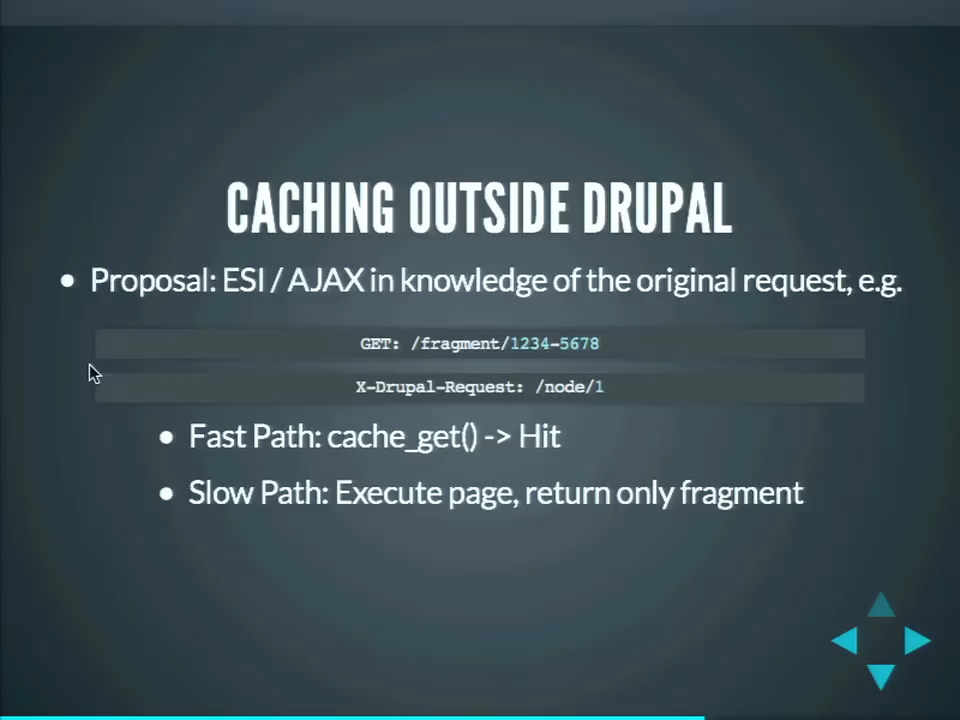 CACHING OUTSIDE DRUPAL
• Proposal: ESI / AJAX in knowledge of the original request, e.g.
GET: /fragment/1234-5678
X-Drupal-Request: /node/1
• Fast Path: cache_get() -> Hit
• Slow Path: Execute page, return only fragment